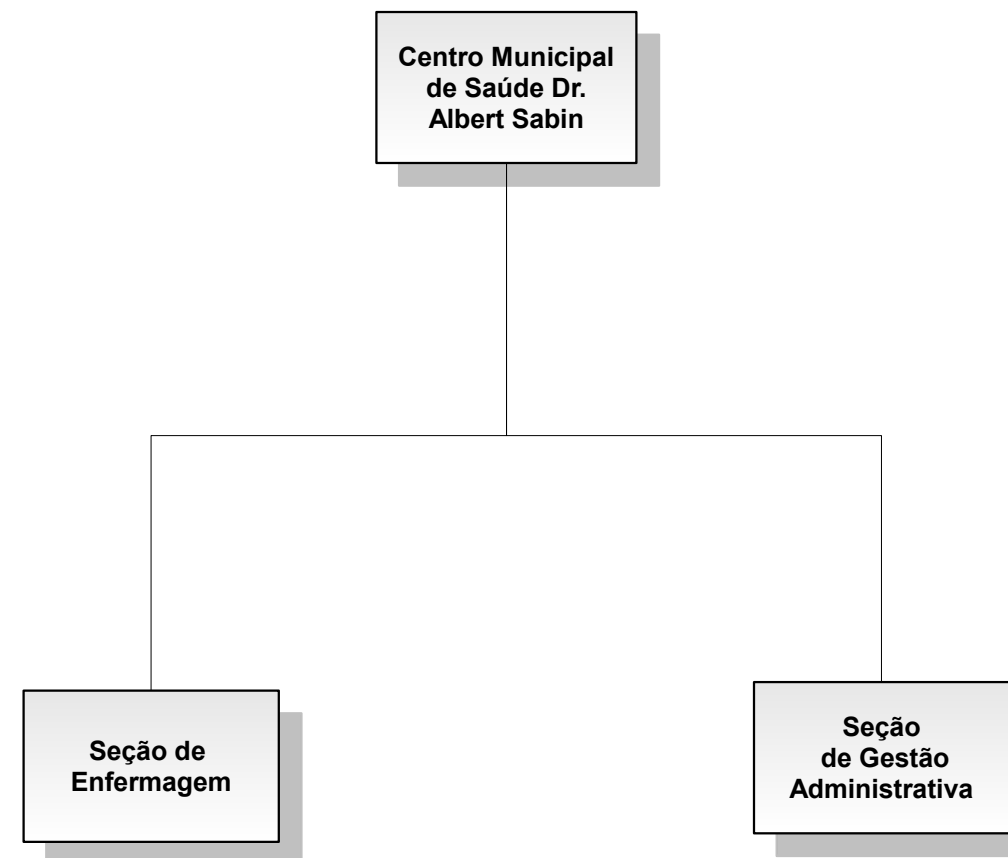 Centro Municipal
de Saúde Dr.
Albert Sabin
Seção de
Enfermagem
Seção
de Gestão
Administrativa